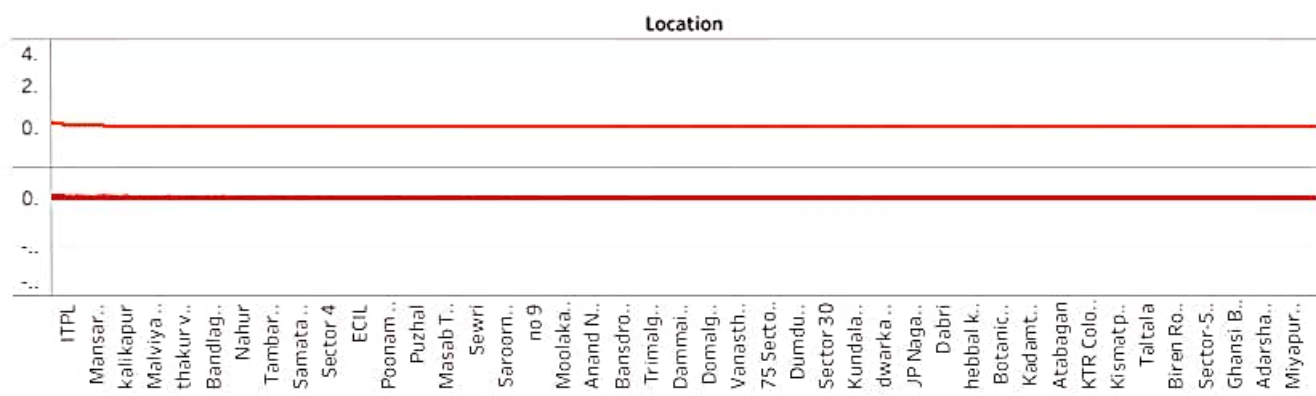 Location
4.
2.
0.
0.
-..
-..
ITPL
Mansar..
kalikapur
Malviya ..
thakur v..
Bandlag..
Nahur
Tambar..
Samata ..
Sector 4
ECIL
Poonam ..
Puzhal
Masab T..
Sewri
Saroorn..
no 9
Moolaka..
Anand N..
Bansdro..
Trimalg..
Dammai..
Domalg..
Vanasth..
75 Secto..
Dumdu..
Sector 30
Kundala..
dwarka ..
JP Naga..
Dabri
hebbal k..
Botanic..
Kadamt..
Atabagan
KTR Colo..
Kismatp..
Taltala
Biren Ro..
Sector-5..
Ghansi B..
Adarsha..
Miyapur..